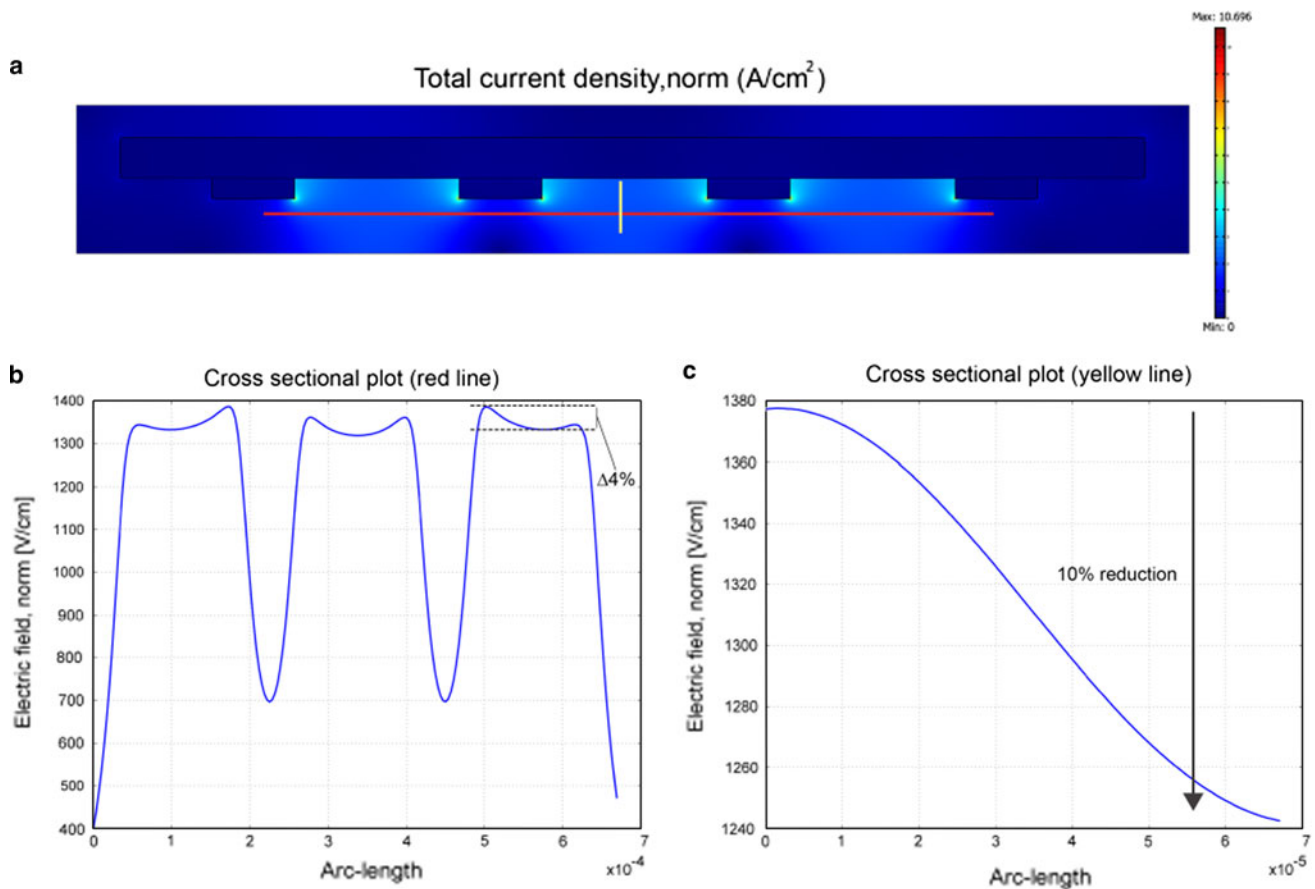 a
Total current density,norm (A/cm²)
Max: 10.696
Min: 0
b
Cross sectional plot (red line)
1400
1300
1200
1100
1000
900
800
700
600
500
400
Electric field, norm [V/cm]
Δ4%
0 1 2 3 4 5 6 7
x10⁻⁴
Arc-length
c
Cross sectional plot (yellow line)
1380
1360
1340
1320
1300
1280
1260
1240
Electric field, norm [V/cm]
10% reduction
0 1 2 3 4 5 6 7
x10⁻⁵
Arc-length